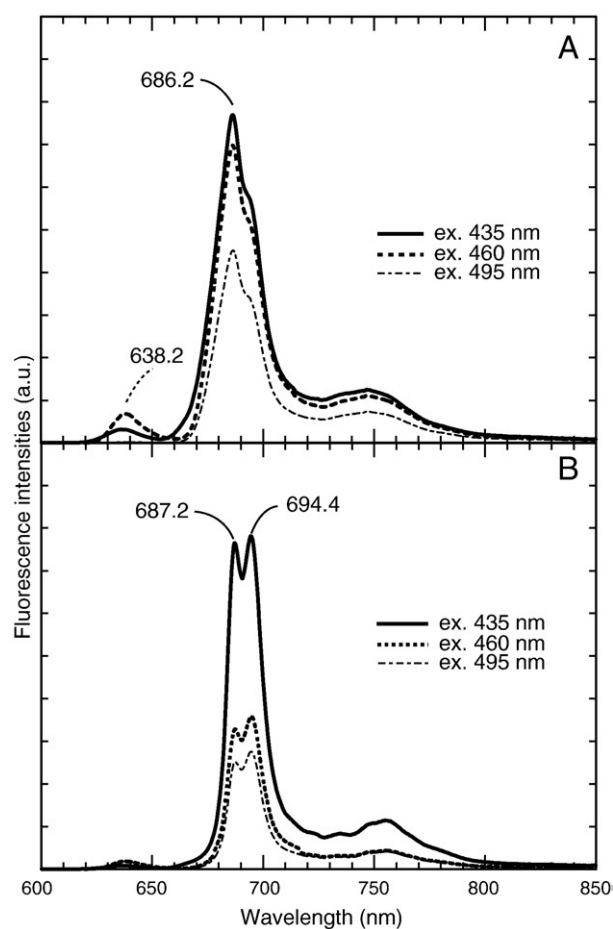 A
686.2
ex. 435 nm
ex. 460 nm
ex. 495 nm
638.2
Fluorescence intensities (a.u.)
B
687.2
694.4
ex. 435 nm
ex. 460 nm
ex. 495 nm
600 650 700 750 800 850
Wavelength (nm)